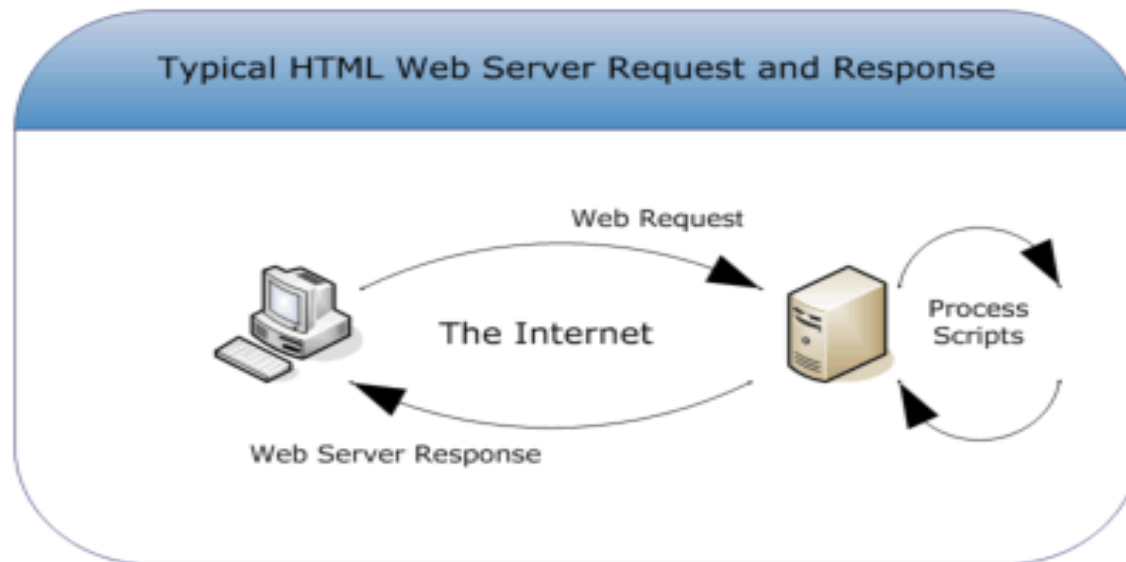 Typical HTML Web Server Request and Response
Web Request
The Internet
Process
Scripts
Web Server Response